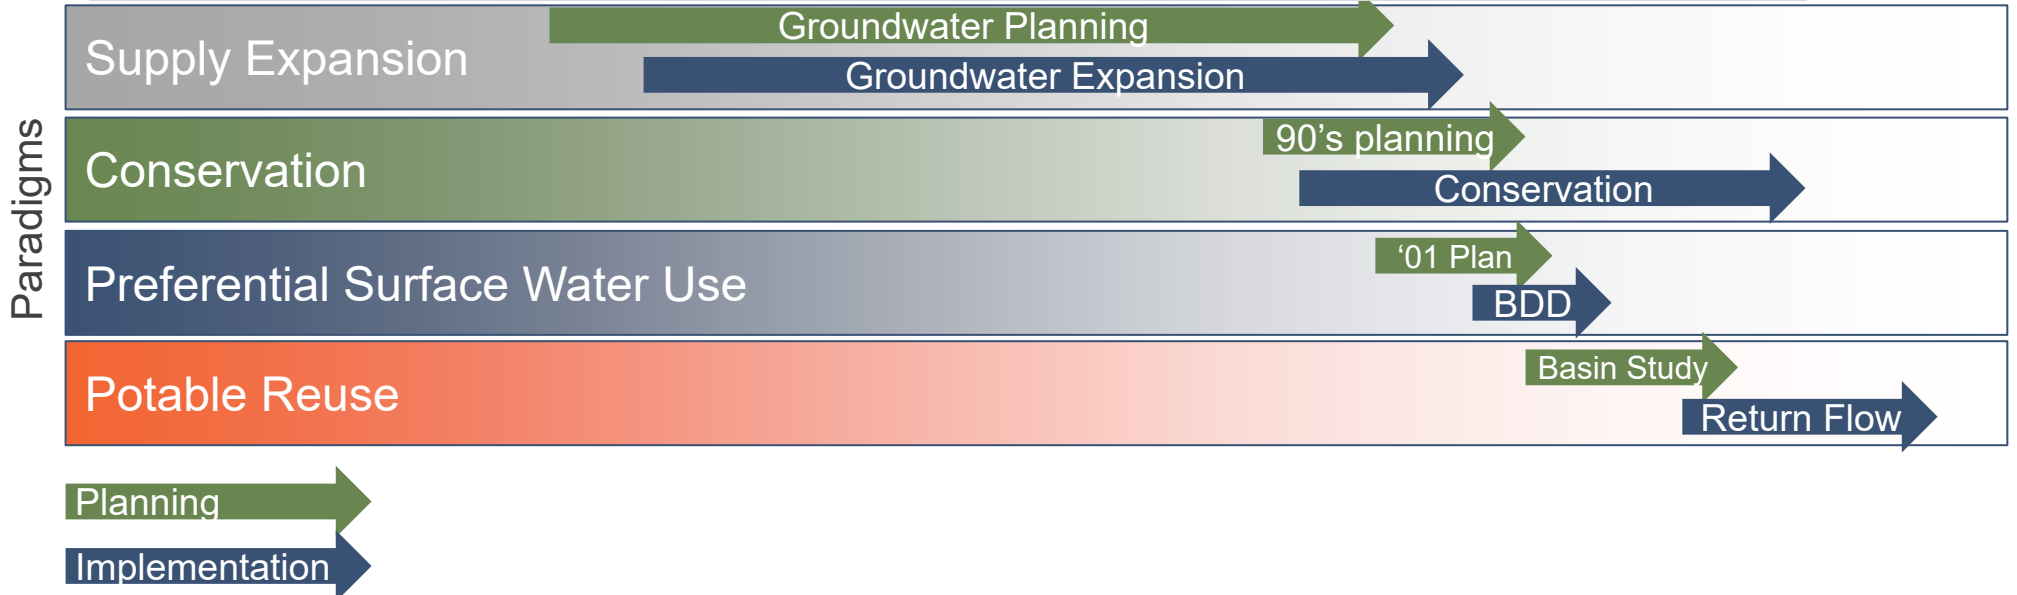 Paradigms
Supply Expansion
Groundwater Planning
Groundwater Expansion
Conservation
90’s planning
Conservation
Preferential Surface Water Use
‘01 Plan
BDD
Potable Reuse
Basin Study
Return Flow
Planning
Implementation